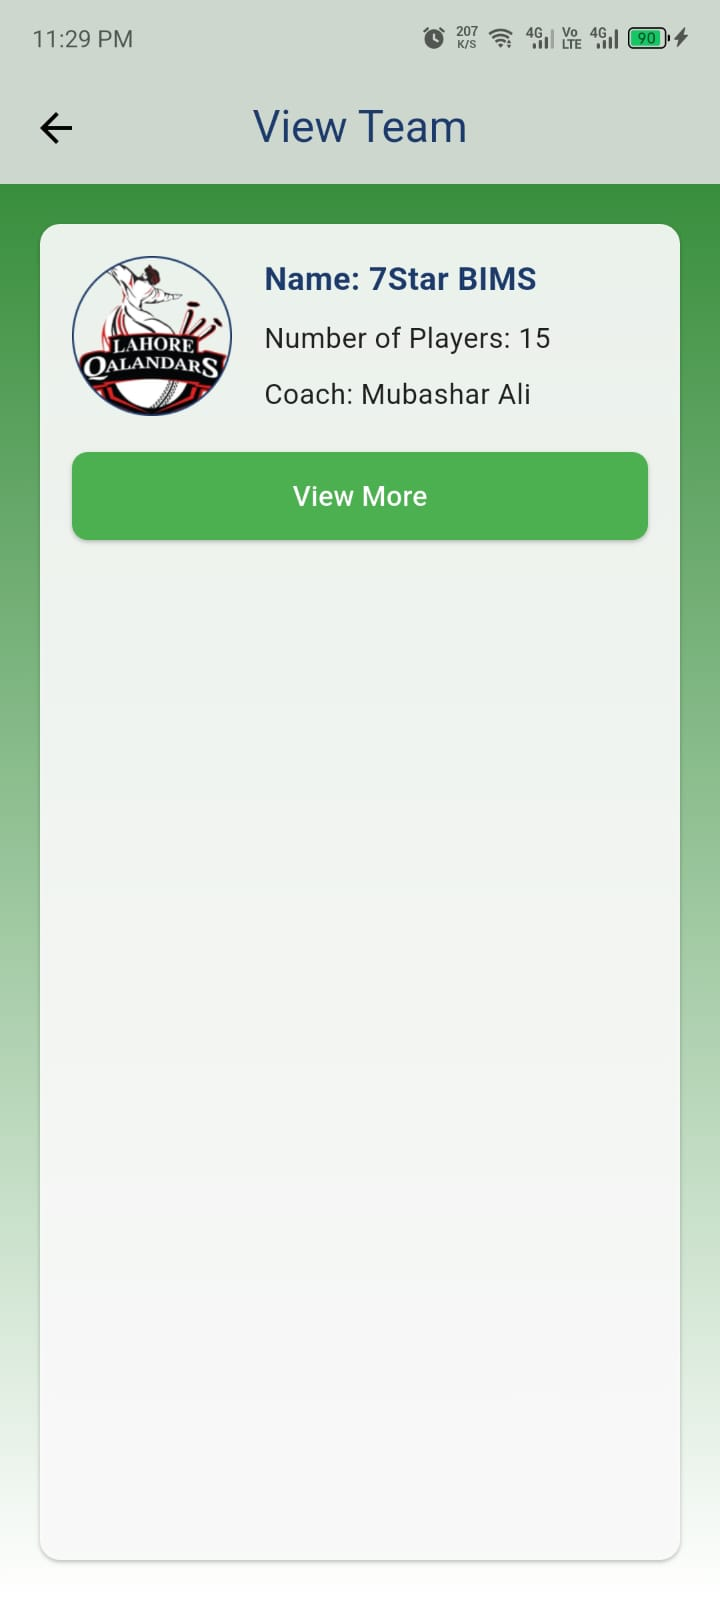 11:29 PM
207
K/S
4G
Vo
LTE
4G
90
View Team
LAHORE
QALANDARS
Name: 7Star BIMS
Number of Players: 15
Coach: Mubashar Ali
View More